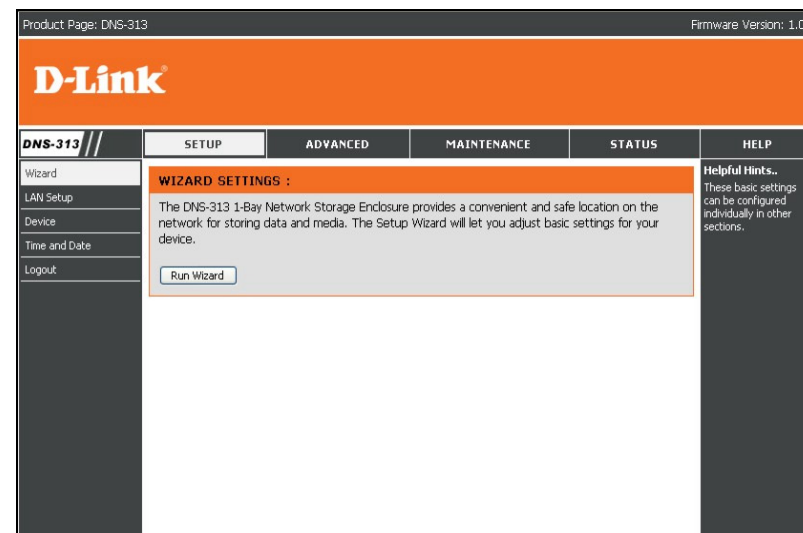 Product Page: DNS-313
Firmware Version: 1.0
D-Link®
DNS-313
SETUP
ADVANCED
MAINTENANCE
STATUS
HELP
Wizard
LAN Setup
Device
Time and Date
Logout
WIZARD SETTINGS :
The DNS-313 1-Bay Network Storage Enclosure provides a convenient and safe location on the
network for storing data and media. The Setup Wizard will let you adjust basic settings for your
device.
Run Wizard
Helpful Hints..
These basic settings
can be configured
individually in other
sections.